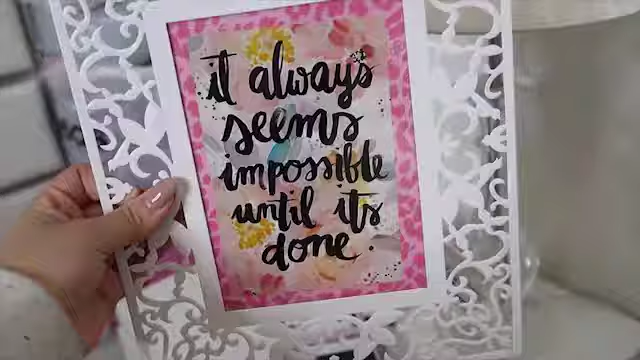 it always
seems
impossible
until its
done.